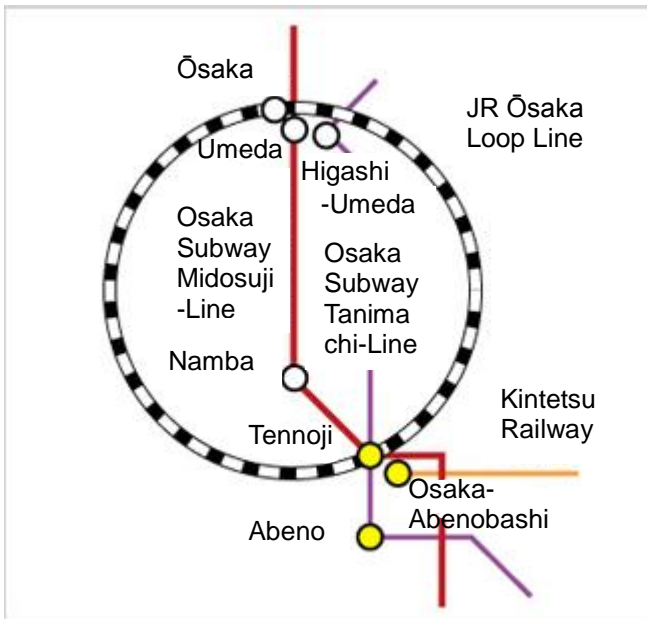 Ōsaka
JR Ōsaka
Loop Line
Umeda
Higashi
-Umeda
Osaka
Subway
Midosuji
-Line
Osaka
Subway
Tanima
chi-Line
Namba
Kintetsu
Railway
Tennoji
Osaka-
Abenobashi
Abeno